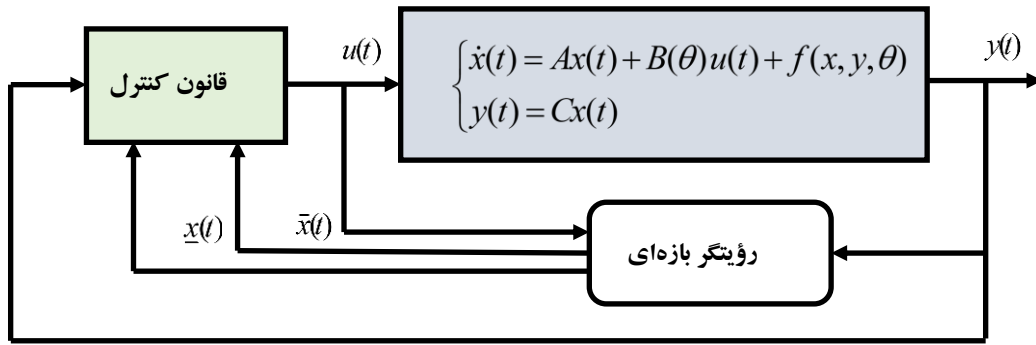 u(t)
y(t)
قانون کنترل
ẋ(t) = Ax(t) + B(θ)u(t) + f(x, y, θ)
y(t) = Cx(t)
x̲(t)
x̄(t)
رؤیتگر بازه‌ای